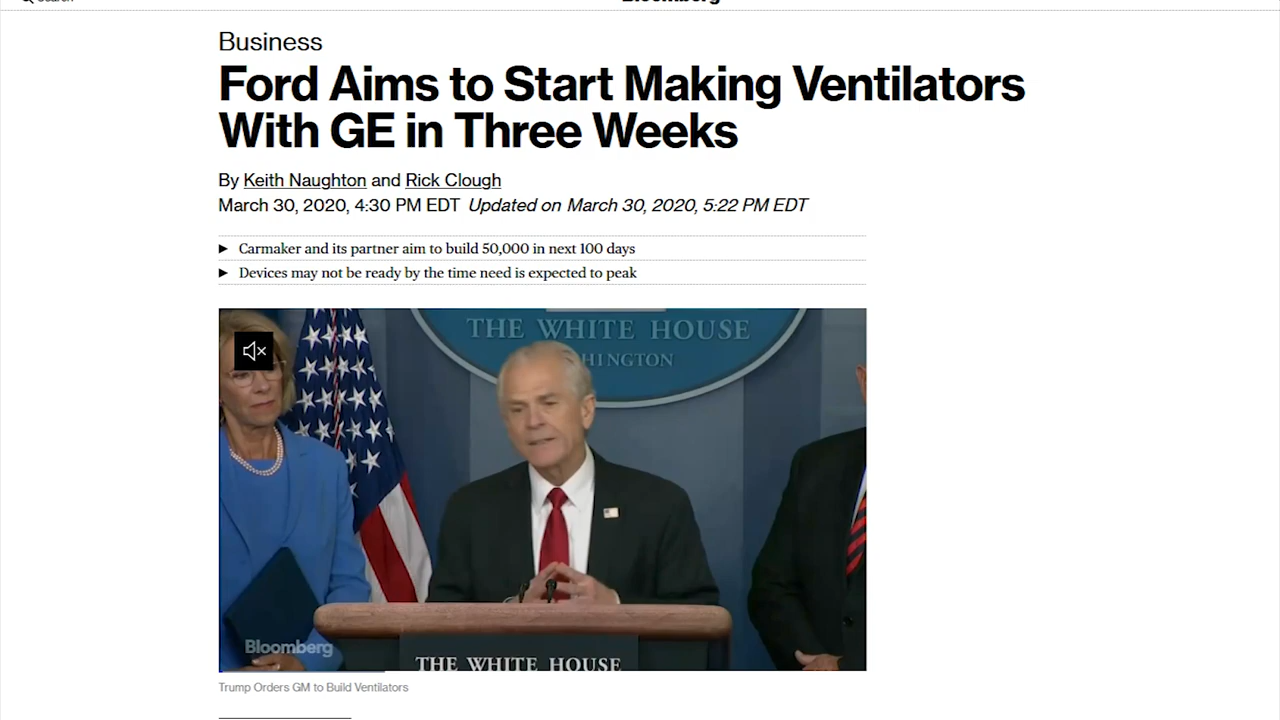 Business
Ford Aims to Start Making Ventilators
With GE in Three Weeks
By Keith Naughton and Rick Clough
March 30, 2020, 4:30 PM EDT Updated on March 30, 2020, 5:22 PM EDT
▶ Carmaker and its partner aim to build 50,000 in next 100 days
▶ Devices may not be ready by the time need is expected to peak
THE WHITE HOUSE
HINGTON
Bloomberg
THE WHITE HOUSE
Trump Orders GM to Build Ventilators